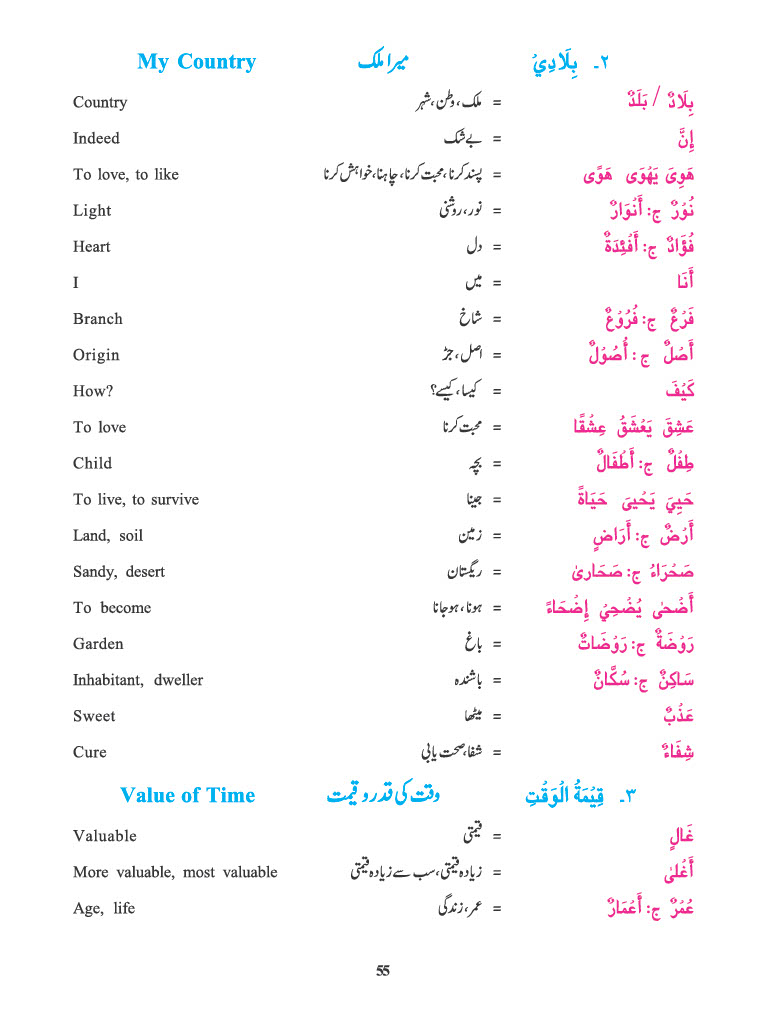 My Country میرا ملک ۲۔ بِلَادِيْ
Country ملک، وطن، شہر = بِلَادٌ / بَلَدٌ
Indeed بے شک = إِنَّ
To love, to like پسند کرنا، محبت کرنا، چاہنا، خواہش کرنا = هَوِىَ يَهْوَى هَوًى
Light نور، روشنی = نُوْرٌ ج: أَنْوَارٌ
Heart دل = فُؤَادٌ ج: أَفْئِدَةٌ
I میں = أَنَا
Branch شاخ = فَرْعٌ ج: فُرُوْعٌ
Origin اصل، جڑ = أَصْلٌ ج: أُصُوْلٌ
How? کیسا، کیسے؟ = كَيْفَ
To love محبت کرنا = عَشِقَ يَعْشَقُ عِشْقًا
Child بچہ = طِفْلٌ ج: أَطْفَالٌ
To live, to survive جینا = حَيِيَ يَحْيىَ حَيَاةً
Land, soil زمین = أَرْضٌ ج: أَرَاضٍ
Sandy, desert ریگستان = صَحْرَاءُ ج: صَحَارىٰ
To become ہونا، ہوجانا = أَضْحٰى يُضْحِيْ إِضْحَاءً
Garden باغ = رَوْضَةٌ ج: رَوْضَاتٌ
Inhabitant, dweller باشندہ = سَاكِنٌ ج: سُكَّانٌ
Sweet میٹھا = عَذْبٌ
Cure شفا، صحت یابی = شِفَاءٌ
Value of Time وقت کی قدر و قیمت ۳۔ قِيْمَةُ الْوَقْتِ
Valuable قیمتی = غَالٍ
More valuable, most valuable زیادہ قیمتی، سب سے زیادہ قیمتی = أَغْلىٰ
Age, life عمر، زندگی = عُمْرٌ ج: أَعْمَارٌ
55